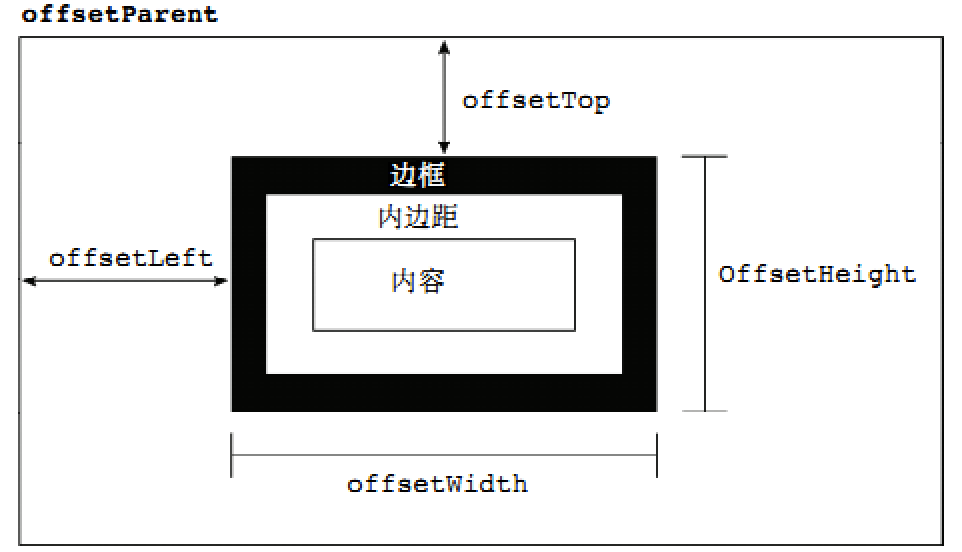 offsetParent
offsetTop
边框
内边距
offsetLeft
内容
OffsetHeight
offsetWidth